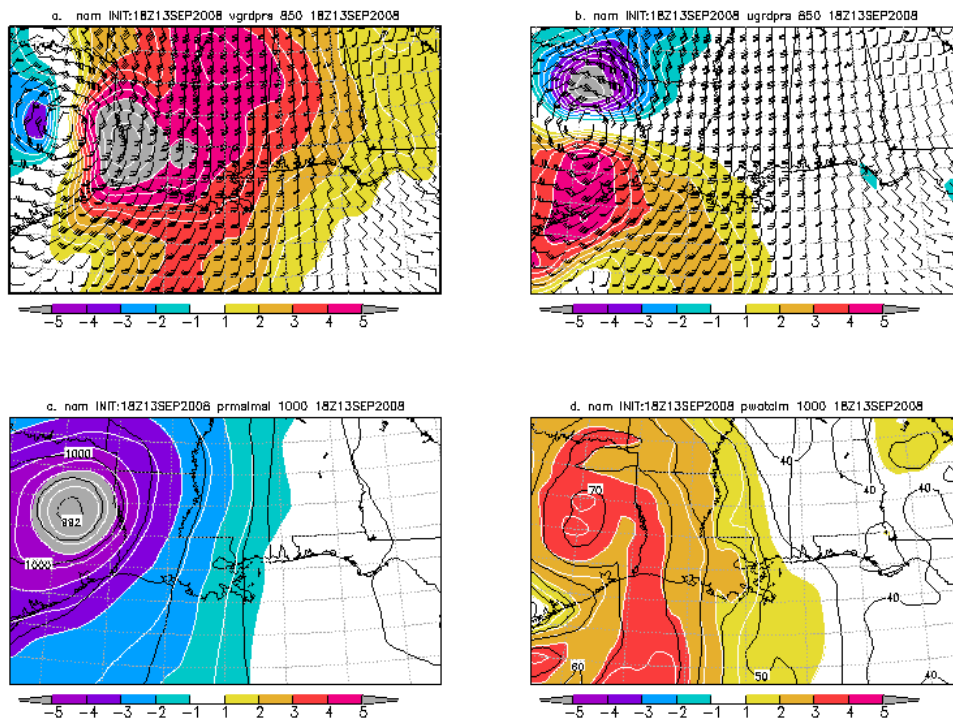 a. nam INIT:18Z13SEP2008 vgrdprs 850 18Z13SEP2008
b. nam INIT:18Z13SEP2008 ugrdprs 850 18Z13SEP2008
-5 -4 -3 -2 -1 1 2 3 4 5
-5 -4 -3 -2 -1 1 2 3 4 5
c. nam INIT:18Z13SEP2008 prmslmsl 1000 18Z13SEP2008
d. nam INIT:18Z13SEP2008 pwatclm 1000 18Z13SEP2008
1000
992
1000
40
40
70
40
40
60
50
40
-5 -4 -3 -2 -1 1 2 3 4 5
-5 -4 -3 -2 -1 1 2 3 4 5